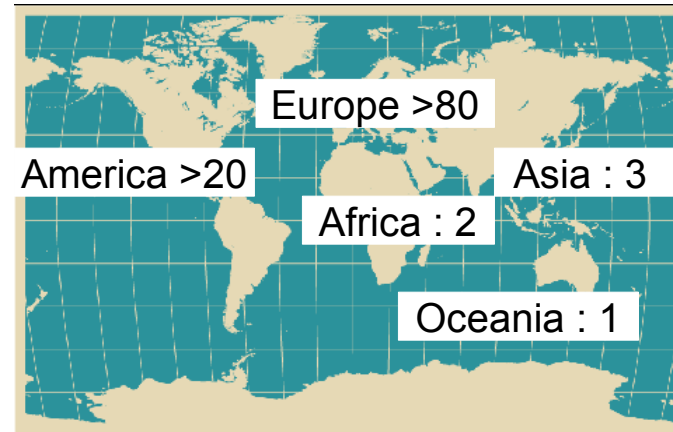 Europe >80
America >20
Asia : 3
Africa : 2
Oceania : 1